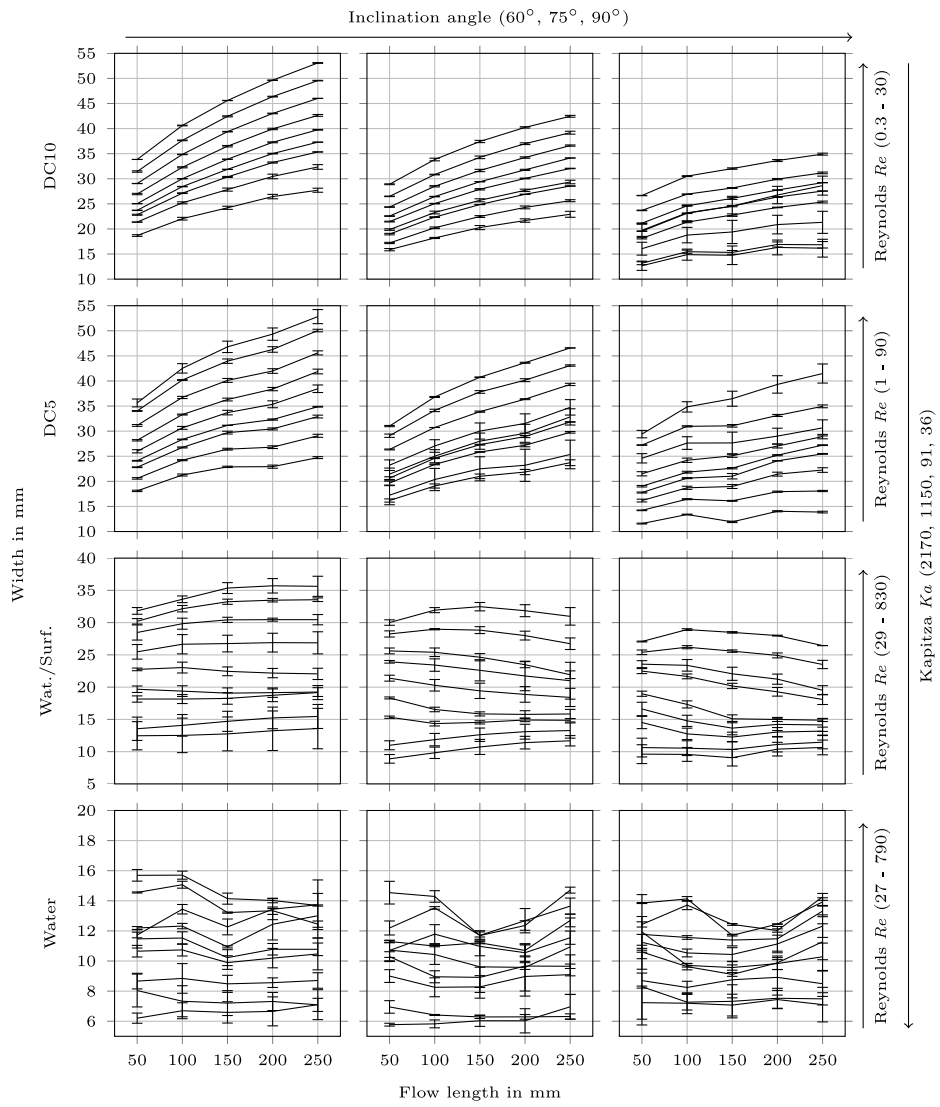 Inclination angle (60°, 75°, 90°)
55
50
45
40
35
30
25
20
15
10
DC10
Reynolds Re (0.3 - 30)
55
50
45
40
35
30
25
20
15
10
DC5
Reynolds Re (1 - 90)
Width in mm
Kapitza Ka (2170, 1150, 91, 36)
40
35
30
25
20
15
10
5
Wat./Surf.
Reynolds Re (29 - 830)
20
18
16
14
12
10
8
6
Water
Reynolds Re (27 - 790)
50 100 150 200 250 50 100 150 200 250 50 100 150 200 250
Flow length in mm